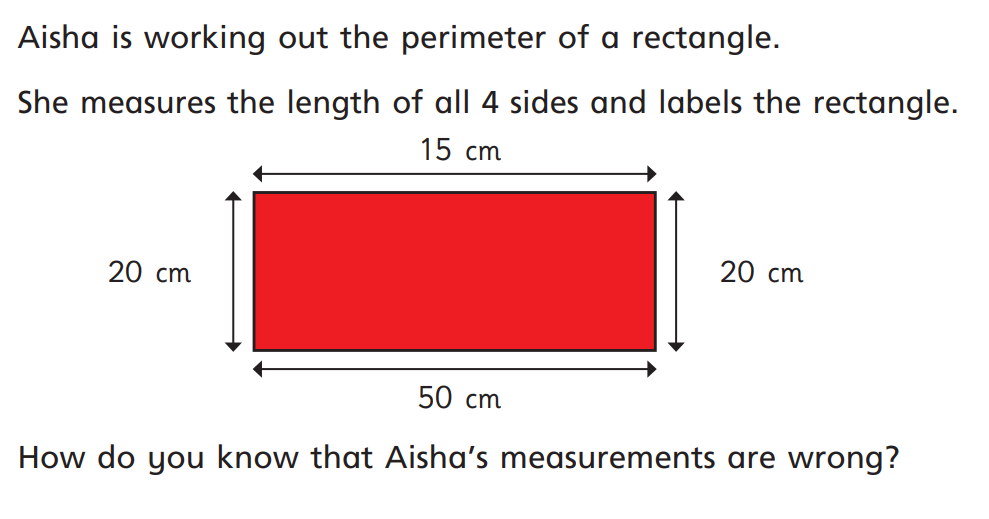 Aisha is working out the perimeter of a rectangle.
She measures the length of all 4 sides and labels the rectangle.
15 cm
20 cm
20 cm
50 cm
How do you know that Aisha’s measurements are wrong?